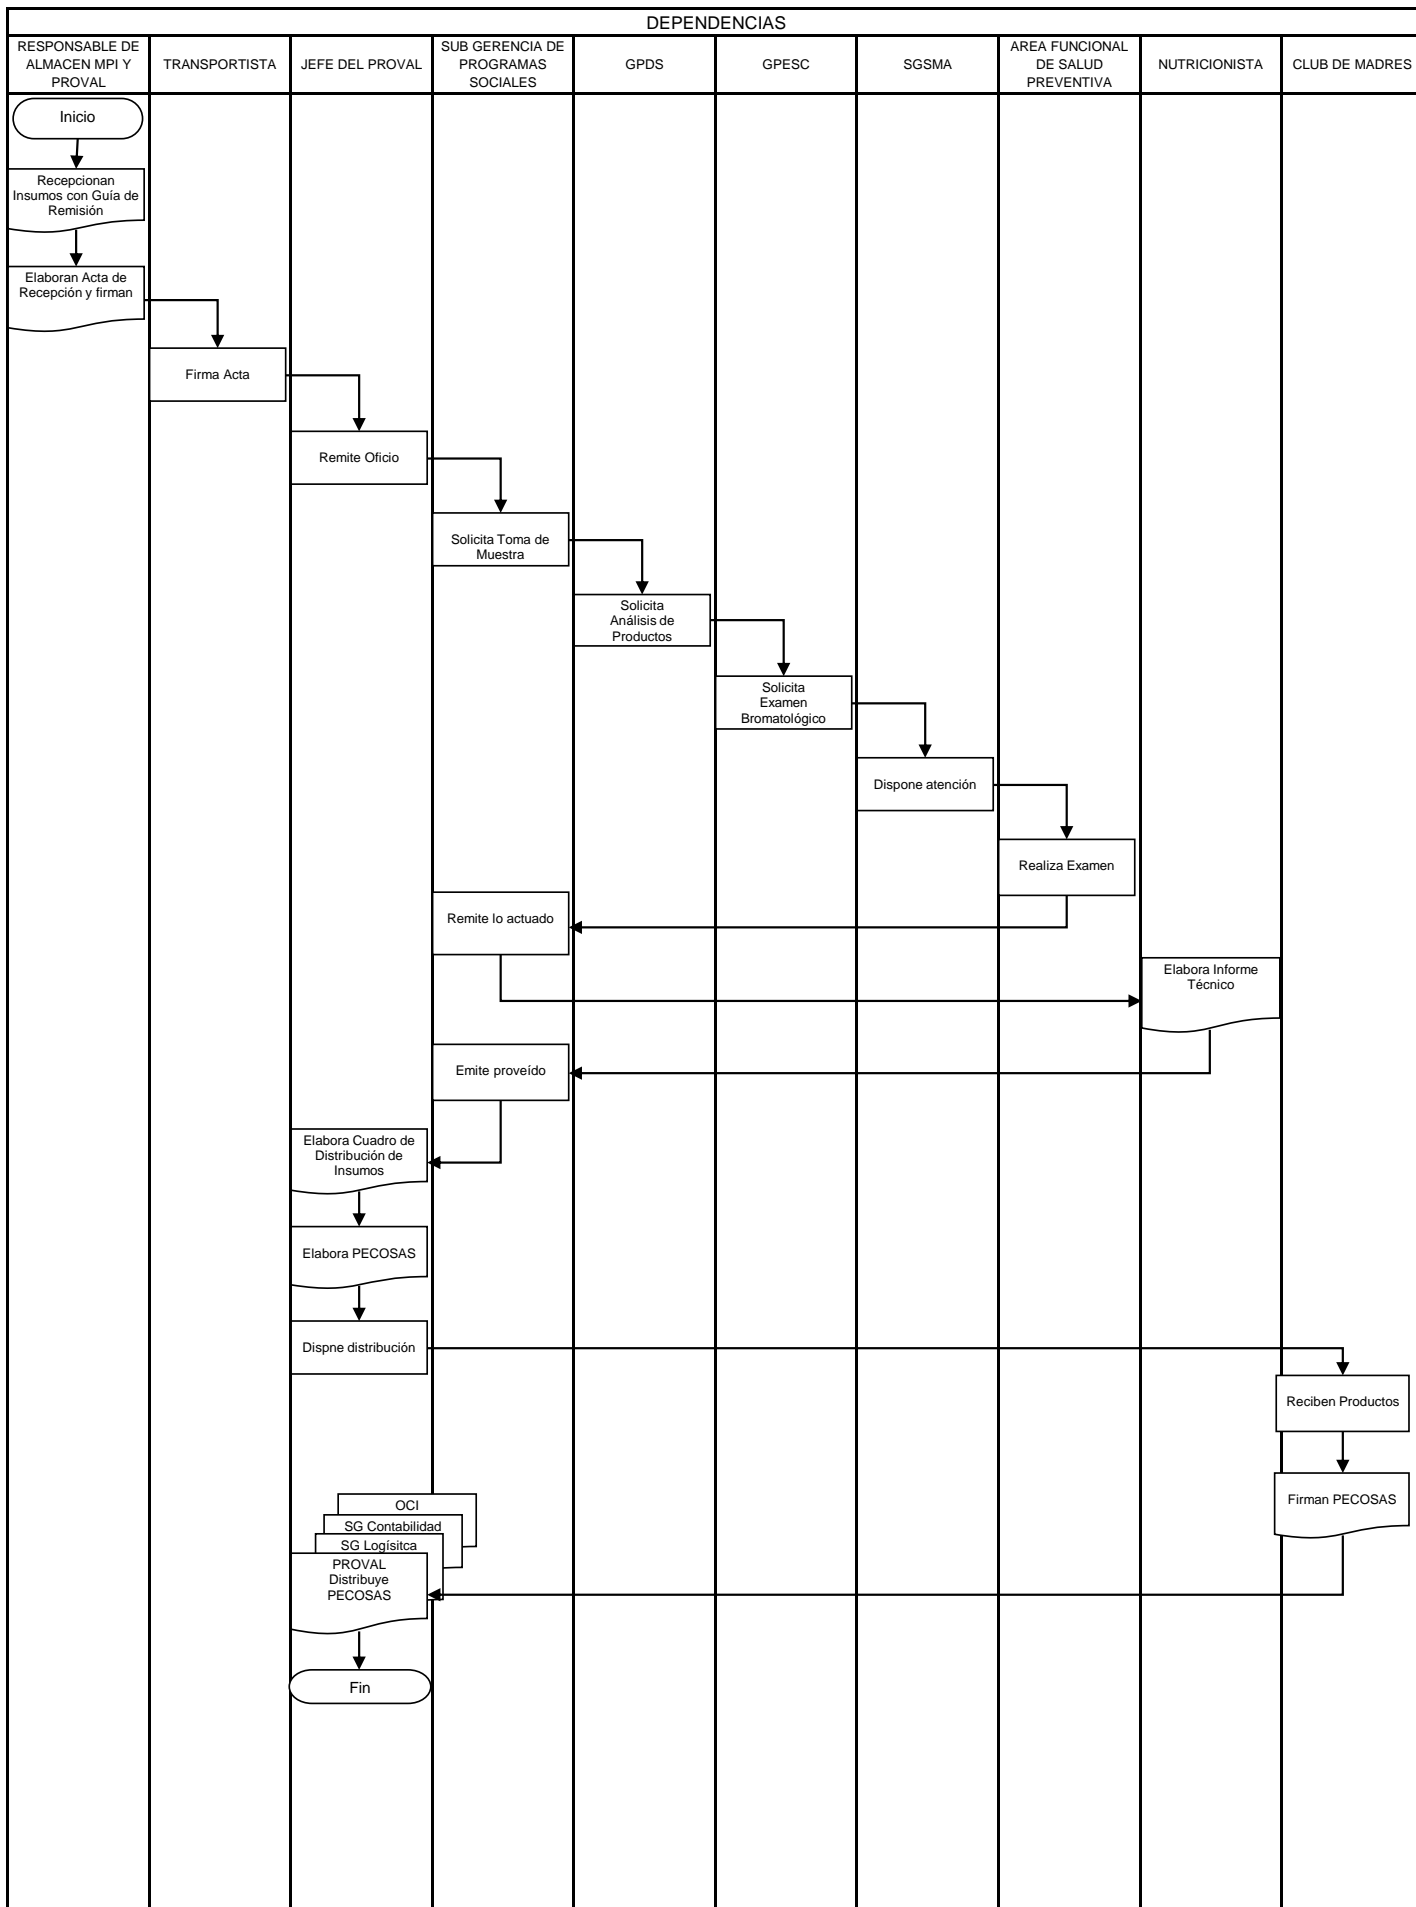 DEPENDENCIAS
RESPONSABLE DE
ALMACEN MPI Y
PROVAL
TRANSPORTISTA
JEFE DEL PROVAL
SUB GERENCIA DE
PROGRAMAS
SOCIALES
GPDS
GPESC
SGSMA
AREA FUNCIONAL
DE SALUD
PREVENTIVA
NUTRICIONISTA
CLUB DE MADRES
Inicio
Recepcionan
Insumos con Guía de
Remisión
Elaboran Acta de
Recepción y firman
Firma Acta
Remite Oficio
Solicita Toma de
Muestra
Solicita
Análisis de
Productos
Solicita
Examen
Bromatológico
Dispone atención
Realiza Examen
Remite lo actuado
Elabora Informe
Técnico
Emite proveído
Elabora Cuadro de
Distribución de
Insumos
Elabora PECOSAS
Dispne distribución
Reciben Productos
Firman PECOSAS
OCI
SG Contabilidad
SG Logísitca
PROVAL
Distribuye
PECOSAS
Fin